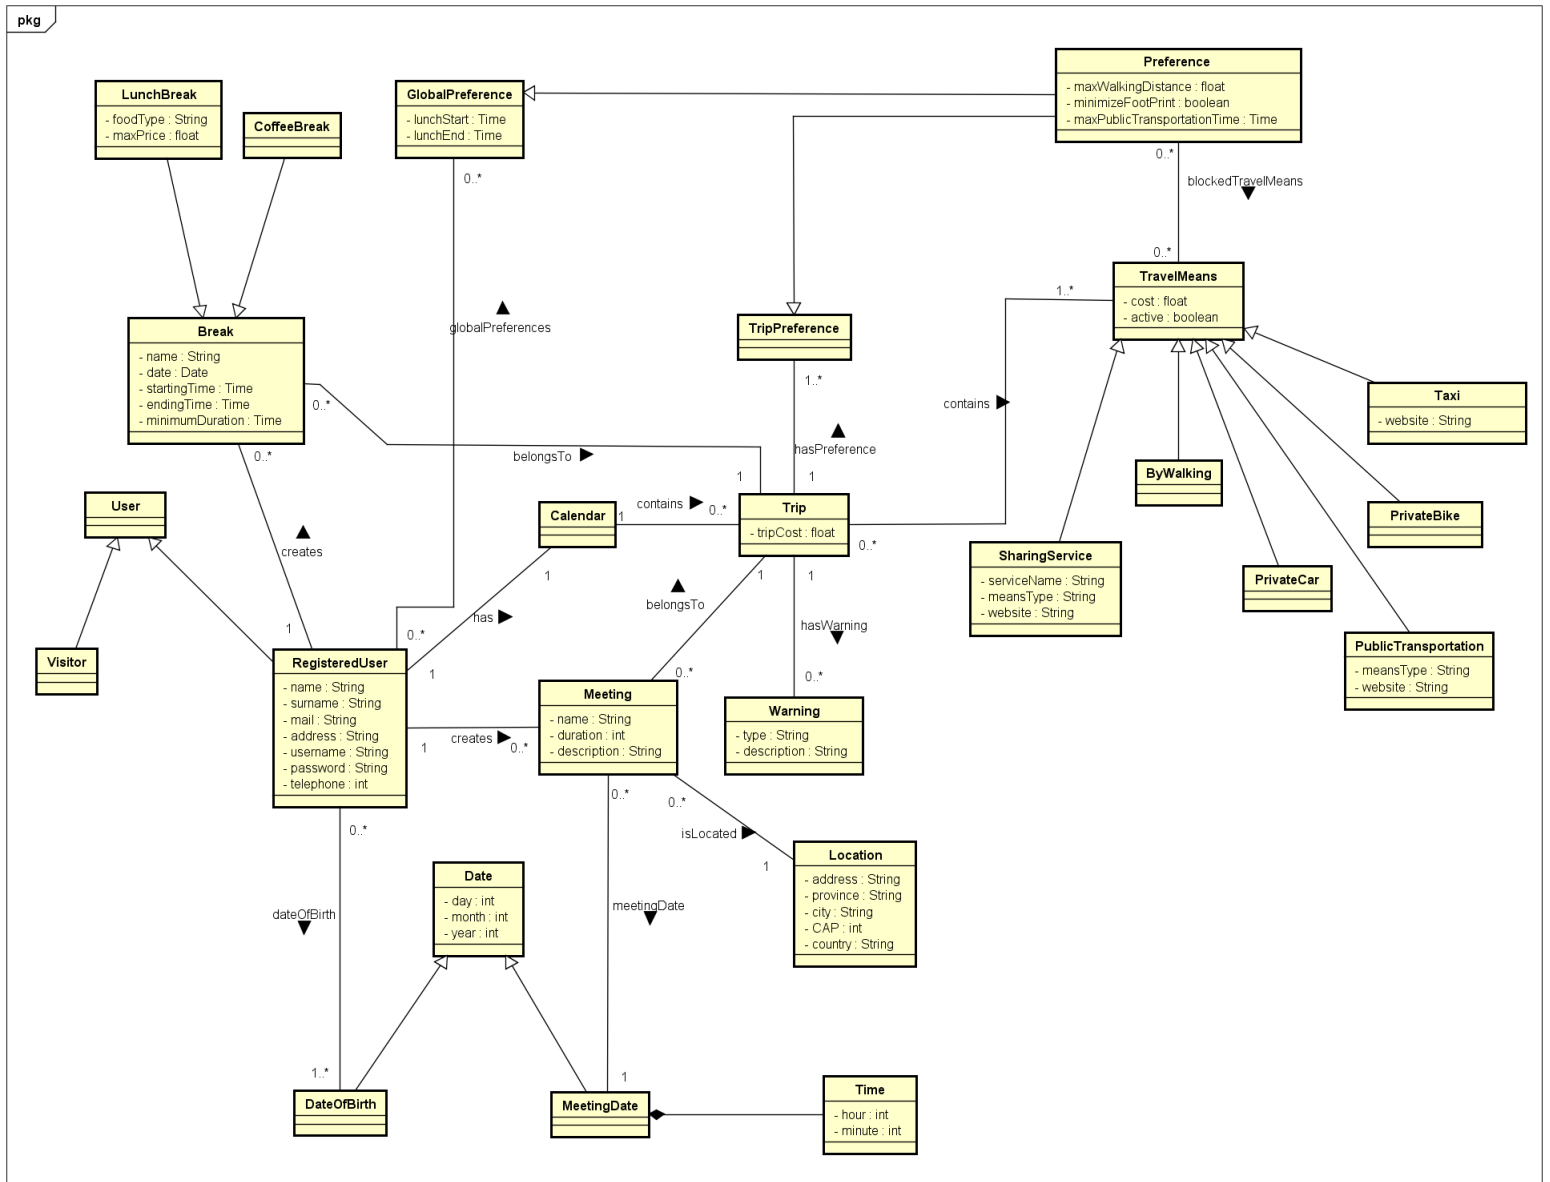 pkg
LunchBreak
- foodType : String
- maxPrice : float
CoffeeBreak
GlobalPreference
- lunchStart : Time
- lunchEnd : Time
0..*
Preference
- maxWalkingDistance : float
- minimizeFootPrint : boolean
- maxPublicTransportationTime : Time
0..*
blockedTravelMeans
0..*
TravelMeans
- cost : float
- active : boolean
1..*
globalPreferences
TripPreference
1..*
Break
- name : String
- date : Date
- startingTime : Time
- endingTime : Time
- minimumDuration : Time
0..*
0..*
contains
Taxi
- website : String
hasPreference
1
belongsTo
1
ByWalking
User
creates
Calendar
1
contains
0..*
Trip
- tripCost : float
0..*
PrivateBike
SharingService
- serviceName : String
- meansType : String
- website : String
PrivateCar
1
1
1
belongsTo
has
hasWarning
1
0..*
PublicTransportation
- meansType : String
- website : String
Visitor
RegisteredUser
- name : String
- surname : String
- mail : String
- address : String
- username : String
- password : String
- telephone : int
1
0..*
0..*
Meeting
- name : String
- duration : int
- description : String
Warning
- type : String
- description : String
1
creates
0..*
0..*
0..*
0..*
isLocated
1
Location
- address : String
- province : String
- city : String
- CAP : int
- country : String
Date
- day : int
- month : int
- year : int
dateOfBirth
meetingDate
1..*
1
DateOfBirth
MeetingDate
Time
- hour : int
- minute : int